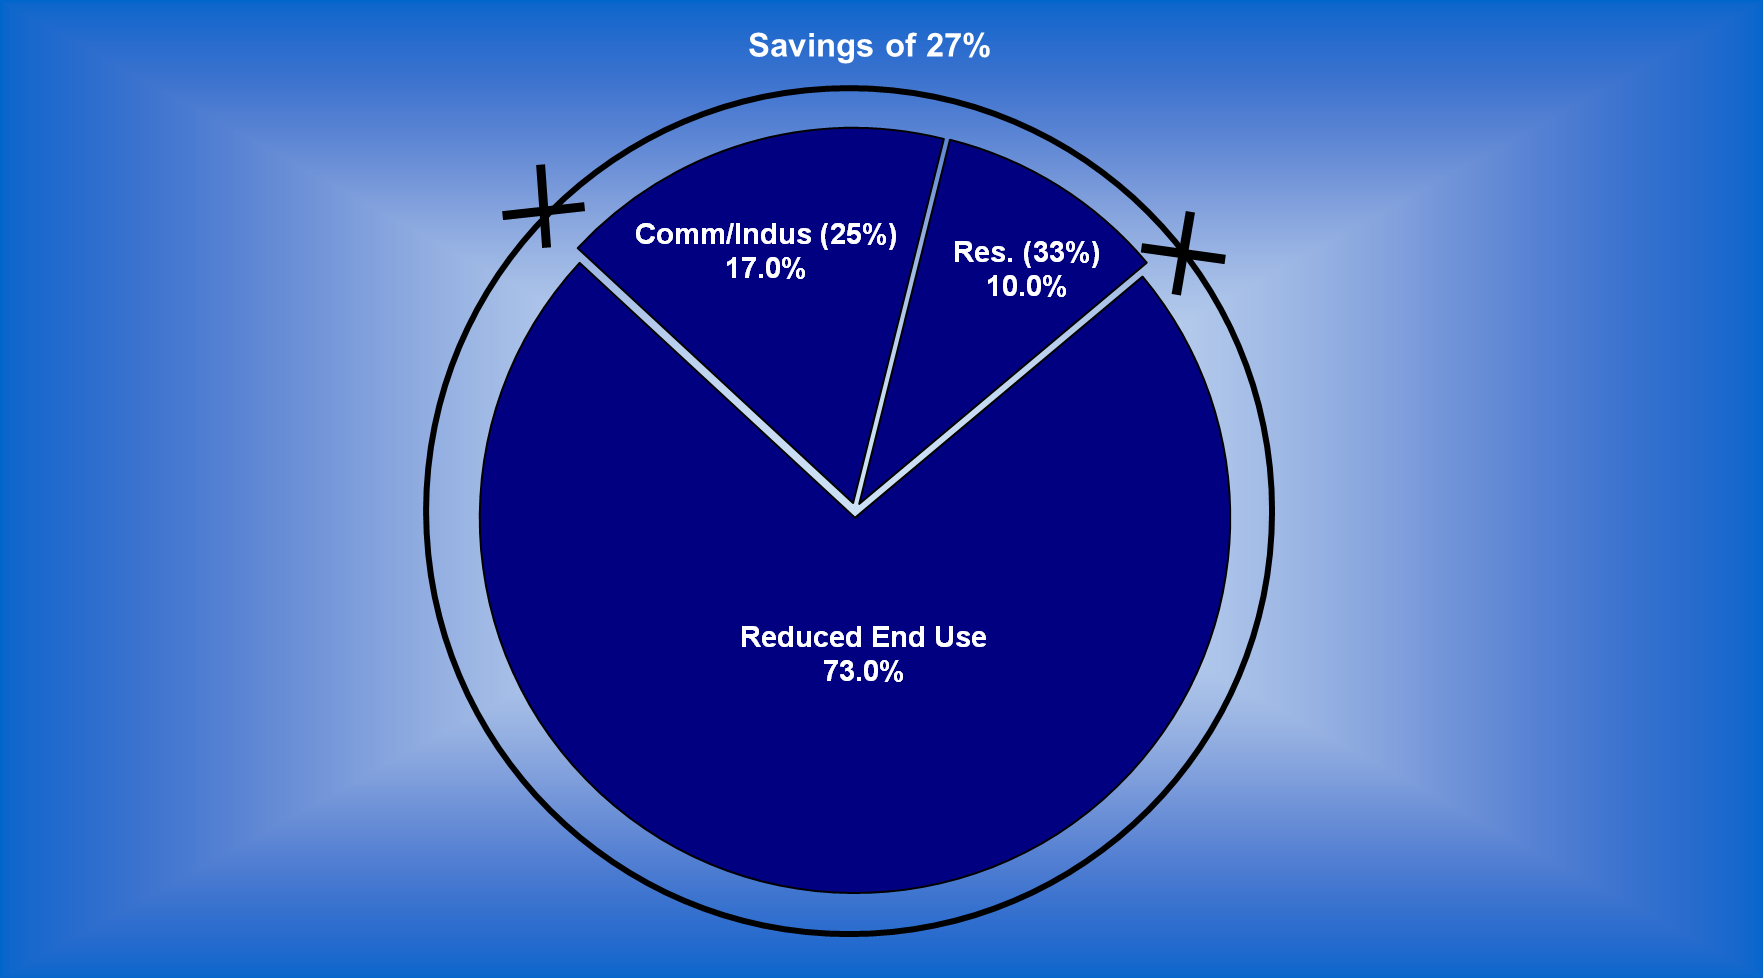 Savings of 27%
Comm/Indus (25%)
17.0%
Res. (33%)
10.0%
Reduced End Use
73.0%